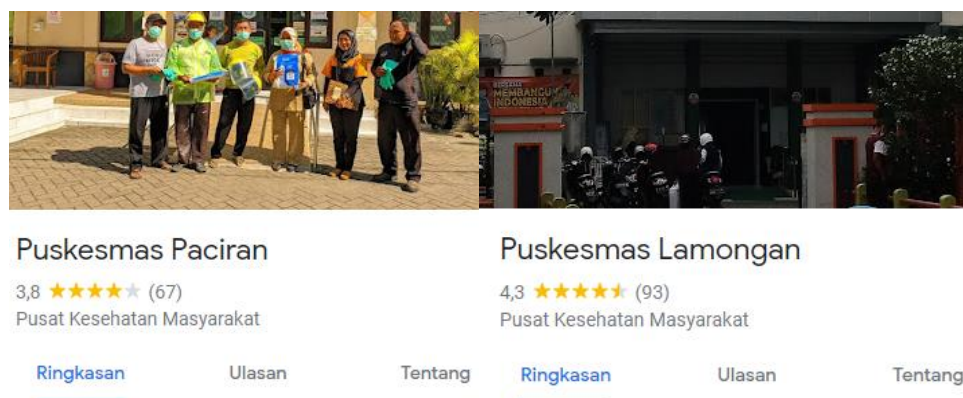 BERSAMA
MEMBANGUN
INDONESIA
Puskesmas Paciran
3,8 (67)
Pusat Kesehatan Masyarakat
Ringkasan Ulasan Tentang
Puskesmas Lamongan
4,3 (93)
Pusat Kesehatan Masyarakat
Ringkasan Ulasan Tentang